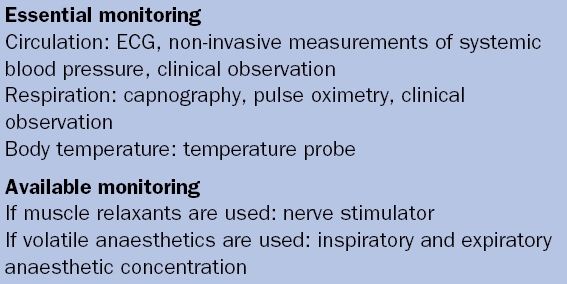 Essential monitoring
Circulation: ECG, non-invasive measurements of systemic
blood pressure, clinical observation
Respiration: capnography, pulse oximetry, clinical
observation
Body temperature: temperature probe
Available monitoring
If muscle relaxants are used: nerve stimulator
If volatile anaesthetics are used: inspiratory and expiratory
anaesthetic concentration